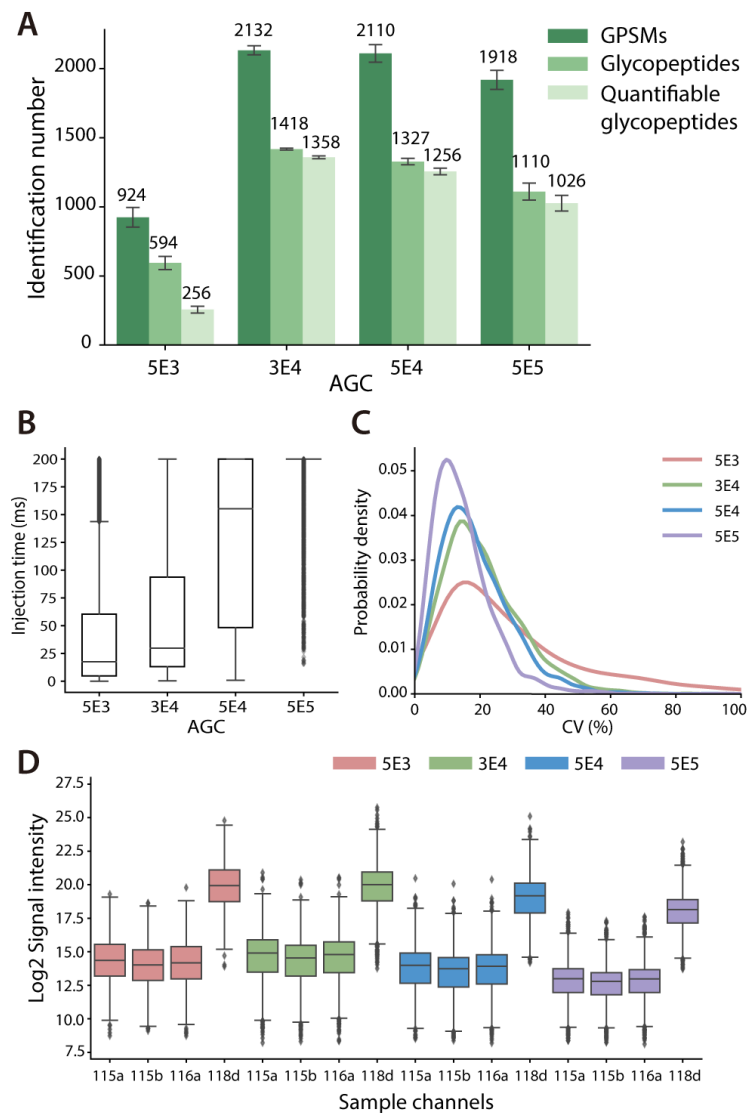 A
Identification number
2000
1500
1000
500
0
924
594
256
2132
1418
1358
2110
1327
1256
1918
1110
1026
GPSMs
Glycopeptides
Quantifiable
glycopeptides
5E3 3E4 5E4 5E5
AGC
B
Injection time (ms)
200
175
150
125
100
75
50
25
0
5E3 3E4 5E4 5E5
AGC
C
Probability density
0.05
0.04
0.03
0.02
0.01
0.00
5E3
3E4
5E4
5E5
0 20 40 60 80 100
CV (%)
D
5E3 3E4 5E4 5E5
Log2 Signal intensity
27.5
25.0
22.5
20.0
17.5
15.0
12.5
10.0
7.5
115a 115b 116a 118d 115a 115b 116a 118d 115a 115b 116a 118d 115a 115b 116a 118d
Sample channels